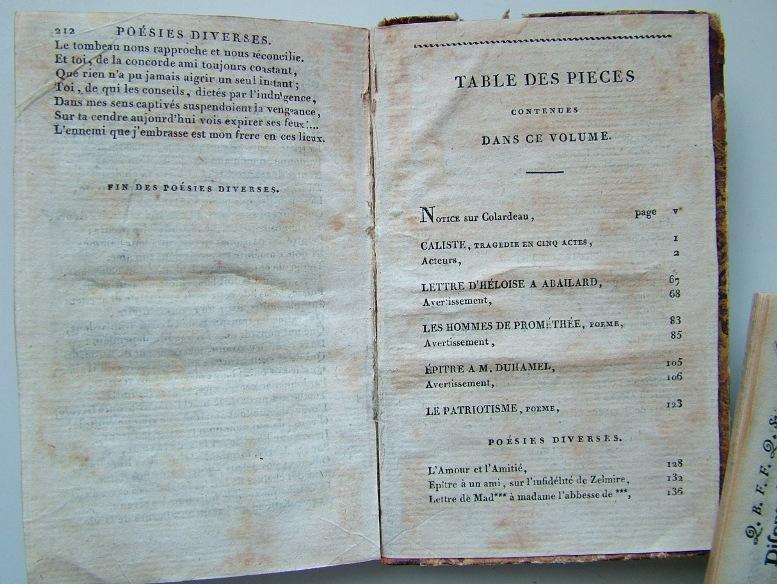 212 POÉSIES DIVERSES.
Le tombeau nous rapproche et nous réconcilie.
Et toi, de la concorde ami toujours constant,
Que rien n'a pu jamais aigrir un seul instant;
Toi, de qui les conseils, dictés par l'indulgence,
Dans mes sens captivés suspendoient la vengeance,
Sur ta cendre aujourd'hui vois expirer ses feux!...
L'ennemi que j'embrasse est mon frere en ces lieux.
FIN DES POÉSIES DIVERSES.
TABLE DES PIECES
CONTENUES
DANS CE VOLUME.
NOTICE sur Colardeau, page v
CALISTE, TRAGÉDIE EN CINQ ACTES, 1
Acteurs, 2
LETTRE D'HÉLOISE A ABAILARD, 67
Avertissement, 68
LES HOMMES DE PROMÉTHÉE, POEME, 83
Avertissement, 85
ÉPITRE A M. DUHAMEL, 105
Avertissement, 106
LE PATRIOTISME, POEME, 123
POÉSIES DIVERSES.
L'Amour et l'Amitié, 128
Epître à un ami, sur l'infidélité de Zelmire, 132
Lettre de Mad*** à madame l'abbesse de ***, 136
Q. B. F. F. Q. S